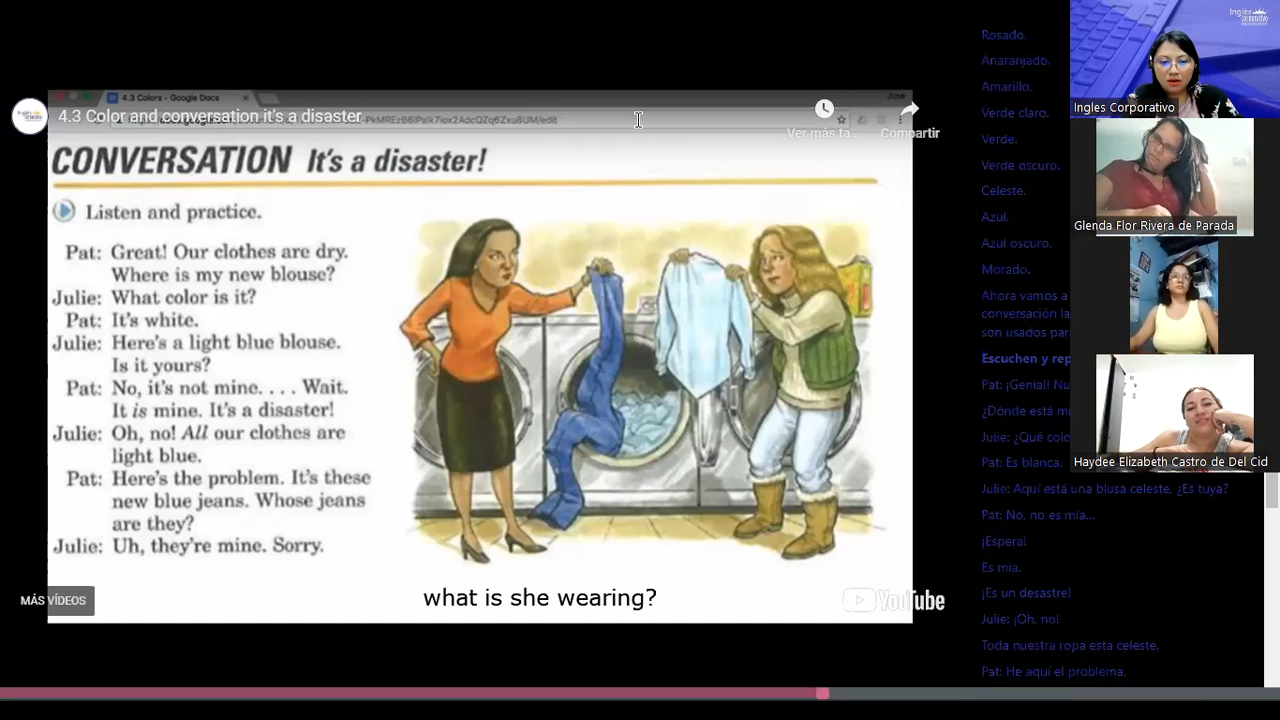 4.3 Colors - Google Docs
4.3 Color and conversation it's a disaster
Ver más ta...
Compartir
CONVERSATION It's a disaster!
Listen and practice.
Pat: Great! Our clothes are dry.
Where is my new blouse?
Julie: What color is it?
Pat: It's white.
Julie: Here's a light blue blouse.
Is it yours?
Pat: No, it's not mine. . . . Wait.
It is mine. It's a disaster!
Julie: Oh, no! All our clothes are
light blue.
Pat: Here's the problem. It's these
new blue jeans. Whose jeans
are they?
Julie: Uh, they're mine. Sorry.
what is she wearing?
MÁS VÍDEOS
YouTube
Rosado.
Anaranjado.
Amarillo.
Verde claro.
Verde.
Verde oscuro.
Celeste.
Azul.
Azul oscuro.
Morado.
Ahora vamos a
conversación la
son usados par
Escuchen y rep
Pat: ¡Genial! Nu
¿Dónde está m
Julie: ¿Qué colo
Pat: Es blanca.
Julie: Aquí está una blusa celeste, ¿Es tuya?
Pat: No, no es mía...
¡Espera!
Es mía.
¡Es un desastre!
Julie: ¡Oh, no!
Toda nuestra ropa esta celeste.
Pat: He aquí el problema.
Ingles Corporativo
Glenda Flor Rivera de Parada
Haydee Elizabeth Castro de Del Cid